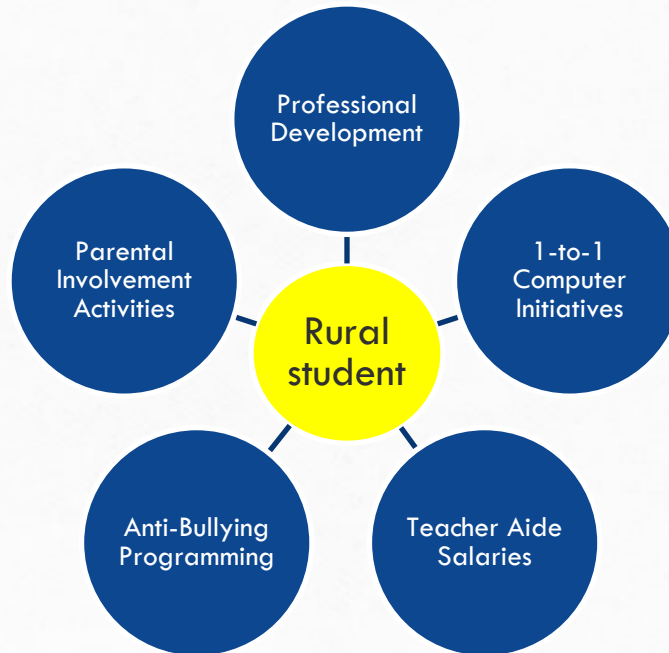 Professional
Development
Parental
Involvement
Activities
1-to-1
Computer
Initiatives
Rural
student
Anti-Bullying
Programming
Teacher Aide
Salaries